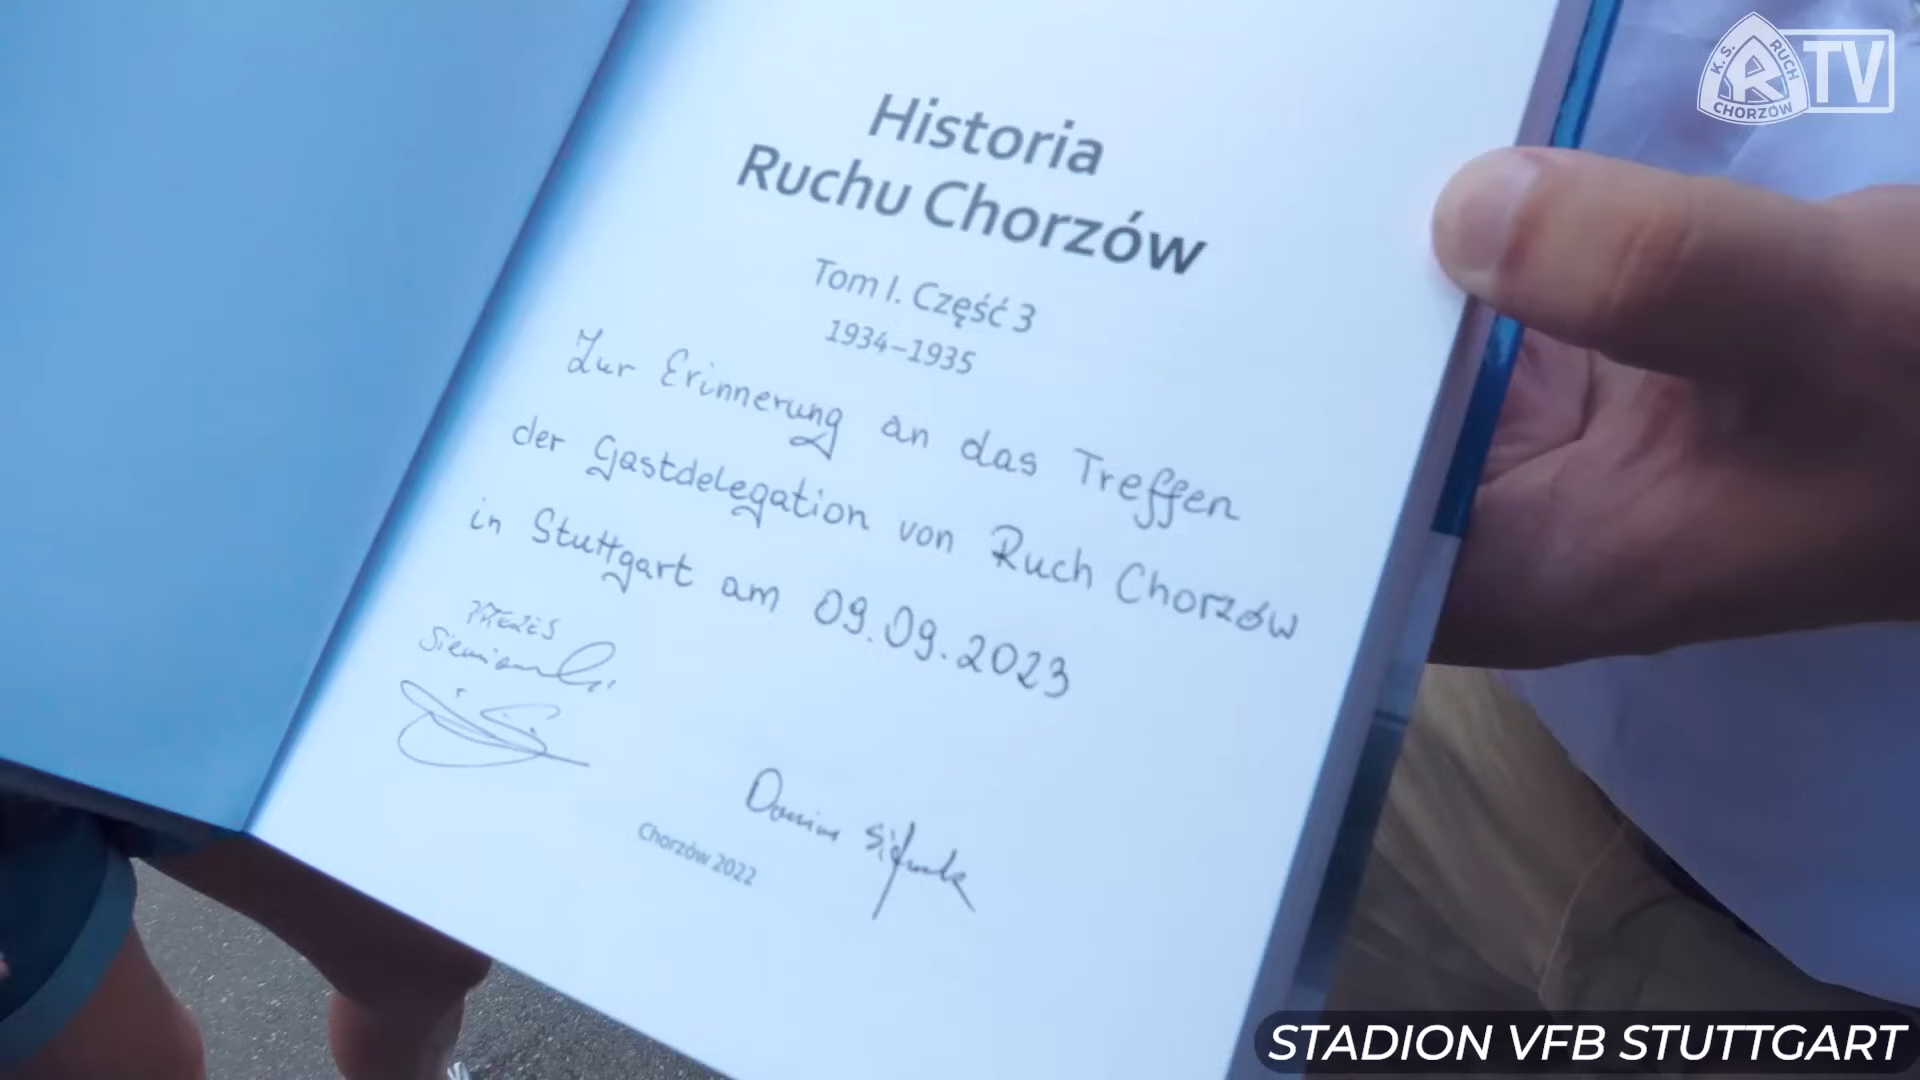 K.S. RUCH CHORZÓW TV
Historia
Ruchu Chorzów
Tom I. Część 3
1934–1935
Zur Erinnerung an das Treffen
der Gastdelegation von Ruch Chorzów
in Stuttgart am 09.09.2023
PREZES
Chorzów 2022
STADION VFB STUTTGART